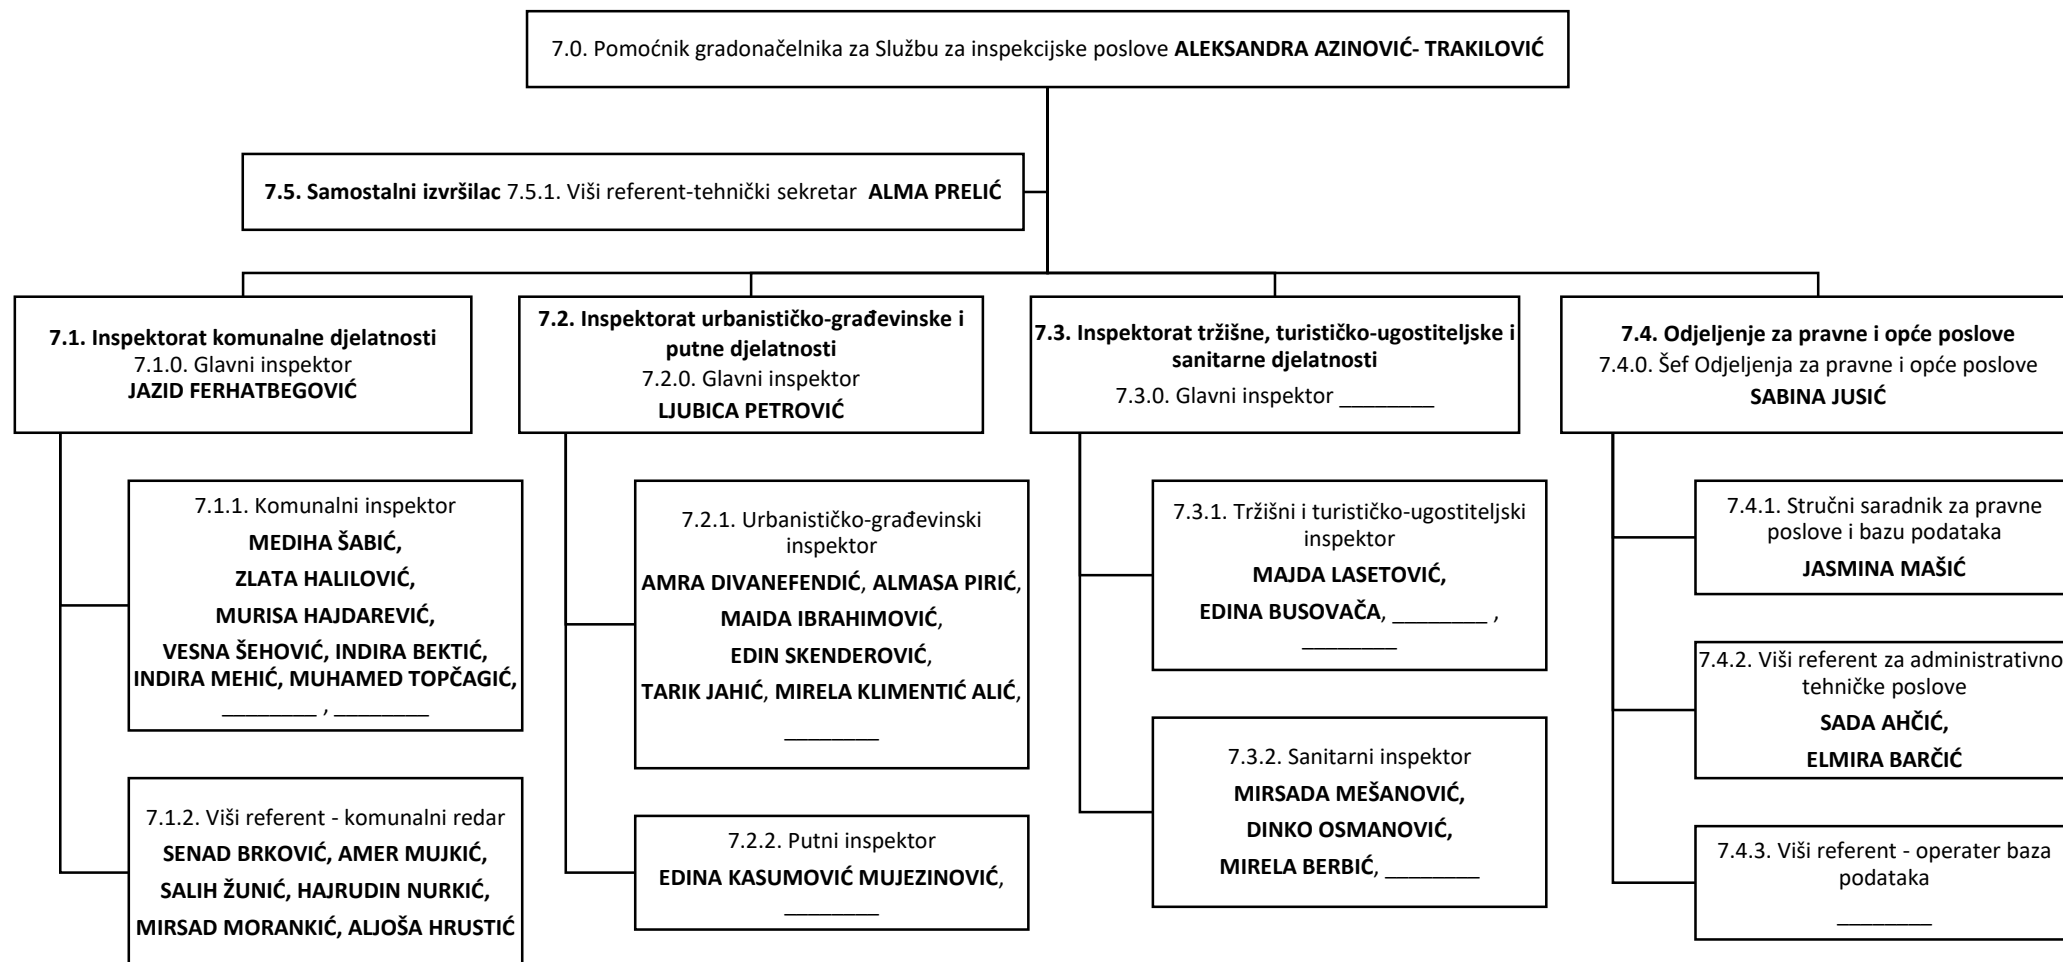 7.0. Pomoćnik gradonačelnika za Službu za inspekcijske poslove ALEKSANDRA AZINOVIĆ- TRAKILOVIĆ
7.5. Samostalni izvršilac 7.5.1. Viši referent-tehnički sekretar ALMA PRELIĆ
7.1. Inspektorat komunalne djelatnosti
7.1.0. Glavni inspektor
JAZID FERHATBEGOVIĆ
7.1.1. Komunalni inspektor
MEDIHA ŠABIĆ,
ZLATA HALILOVIĆ,
MURISA HAJDAREVIĆ,
VESNA ŠEHOVIĆ, INDIRA BEKTIĆ,
INDIRA MEHIĆ, MUHAMED TOPČAGIĆ,
________ , ________
7.1.2. Viši referent - komunalni redar
SENAD BRKOVIĆ, AMER MUJKIĆ,
SALIH ŽUNIĆ, HAJRUDIN NURKIĆ,
MIRSAD MORANKIĆ, ALJOŠA HRUSTIĆ
7.2. Inspektorat urbanističko-građevinske i
putne djelatnosti
7.2.0. Glavni inspektor
LJUBICA PETROVIĆ
7.2.1. Urbanističko-građevinski
inspektor
AMRA DIVANEFENDIĆ, ALMASA PIRIĆ,
MAIDA IBRAHIMOVIĆ,
EDIN SKENDEROVIĆ,
TARIK JAHIĆ, MIRELA KLIMENTIĆ ALIĆ,
________
7.2.2. Putni inspektor
EDINA KASUMOVIĆ MUJEZINOVIĆ,
________
7.3. Inspektorat tržišne, turističko-ugostiteljske i
sanitarne djelatnosti
7.3.0. Glavni inspektor ________
7.3.1. Tržišni i turističko-ugostiteljski
inspektor
MAJDA LASETOVIĆ,
EDINA BUSOVAČA, ________ ,
________
7.3.2. Sanitarni inspektor
MIRSADA MEŠANOVIĆ,
DINKO OSMANOVIĆ,
MIRELA BERBIĆ, ________
7.4. Odjeljenje za pravne i opće poslove
7.4.0. Šef Odjeljenja za pravne i opće poslove
SABINA JUSIĆ
7.4.1. Stručni saradnik za pravne
poslove i bazu podataka
JASMINA MAŠIĆ
7.4.2. Viši referent za administrativno
tehničke poslove
SADA AHČIĆ,
ELMIRA BARČIĆ
7.4.3. Viši referent - operater baza
podataka
________